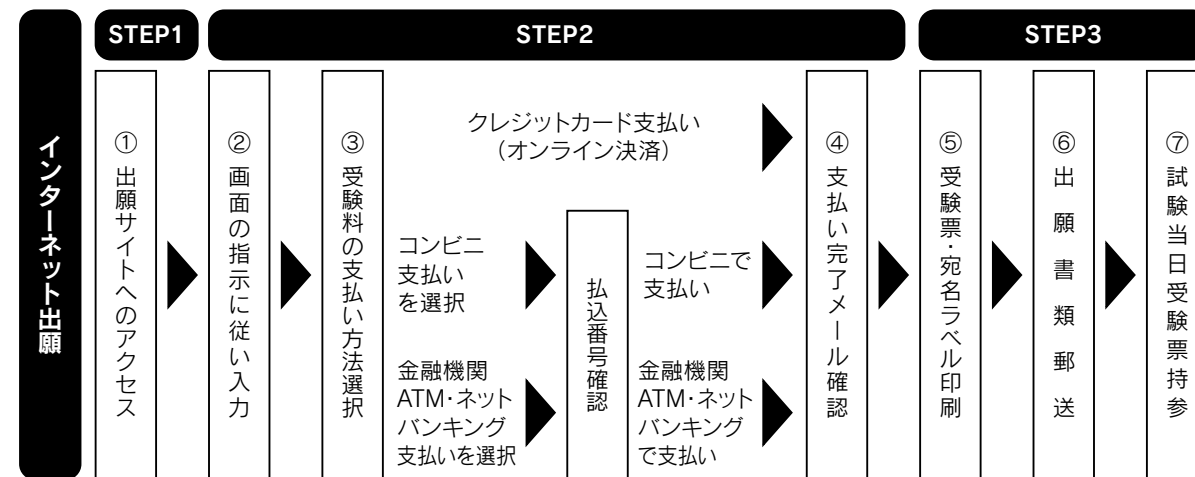 インターネット出願
STEP1
STEP2
STEP3
① 出願サイトへのアクセス
② 画面の指示に従い入力
③ 受験料の支払い方法選択
クレジットカード支払い
（オンライン決済）
コンビニ
支払い
を選択
金融機関
ATM・ネット
バンキング
支払いを選択
払込番号確認
コンビニで
支払い
金融機関
ATM・ネット
バンキング
で支払い
④ 支払い完了メール確認
⑤ 受験票・宛名ラベル印刷
⑥ 出願書類郵送
⑦ 試験当日受験票持参